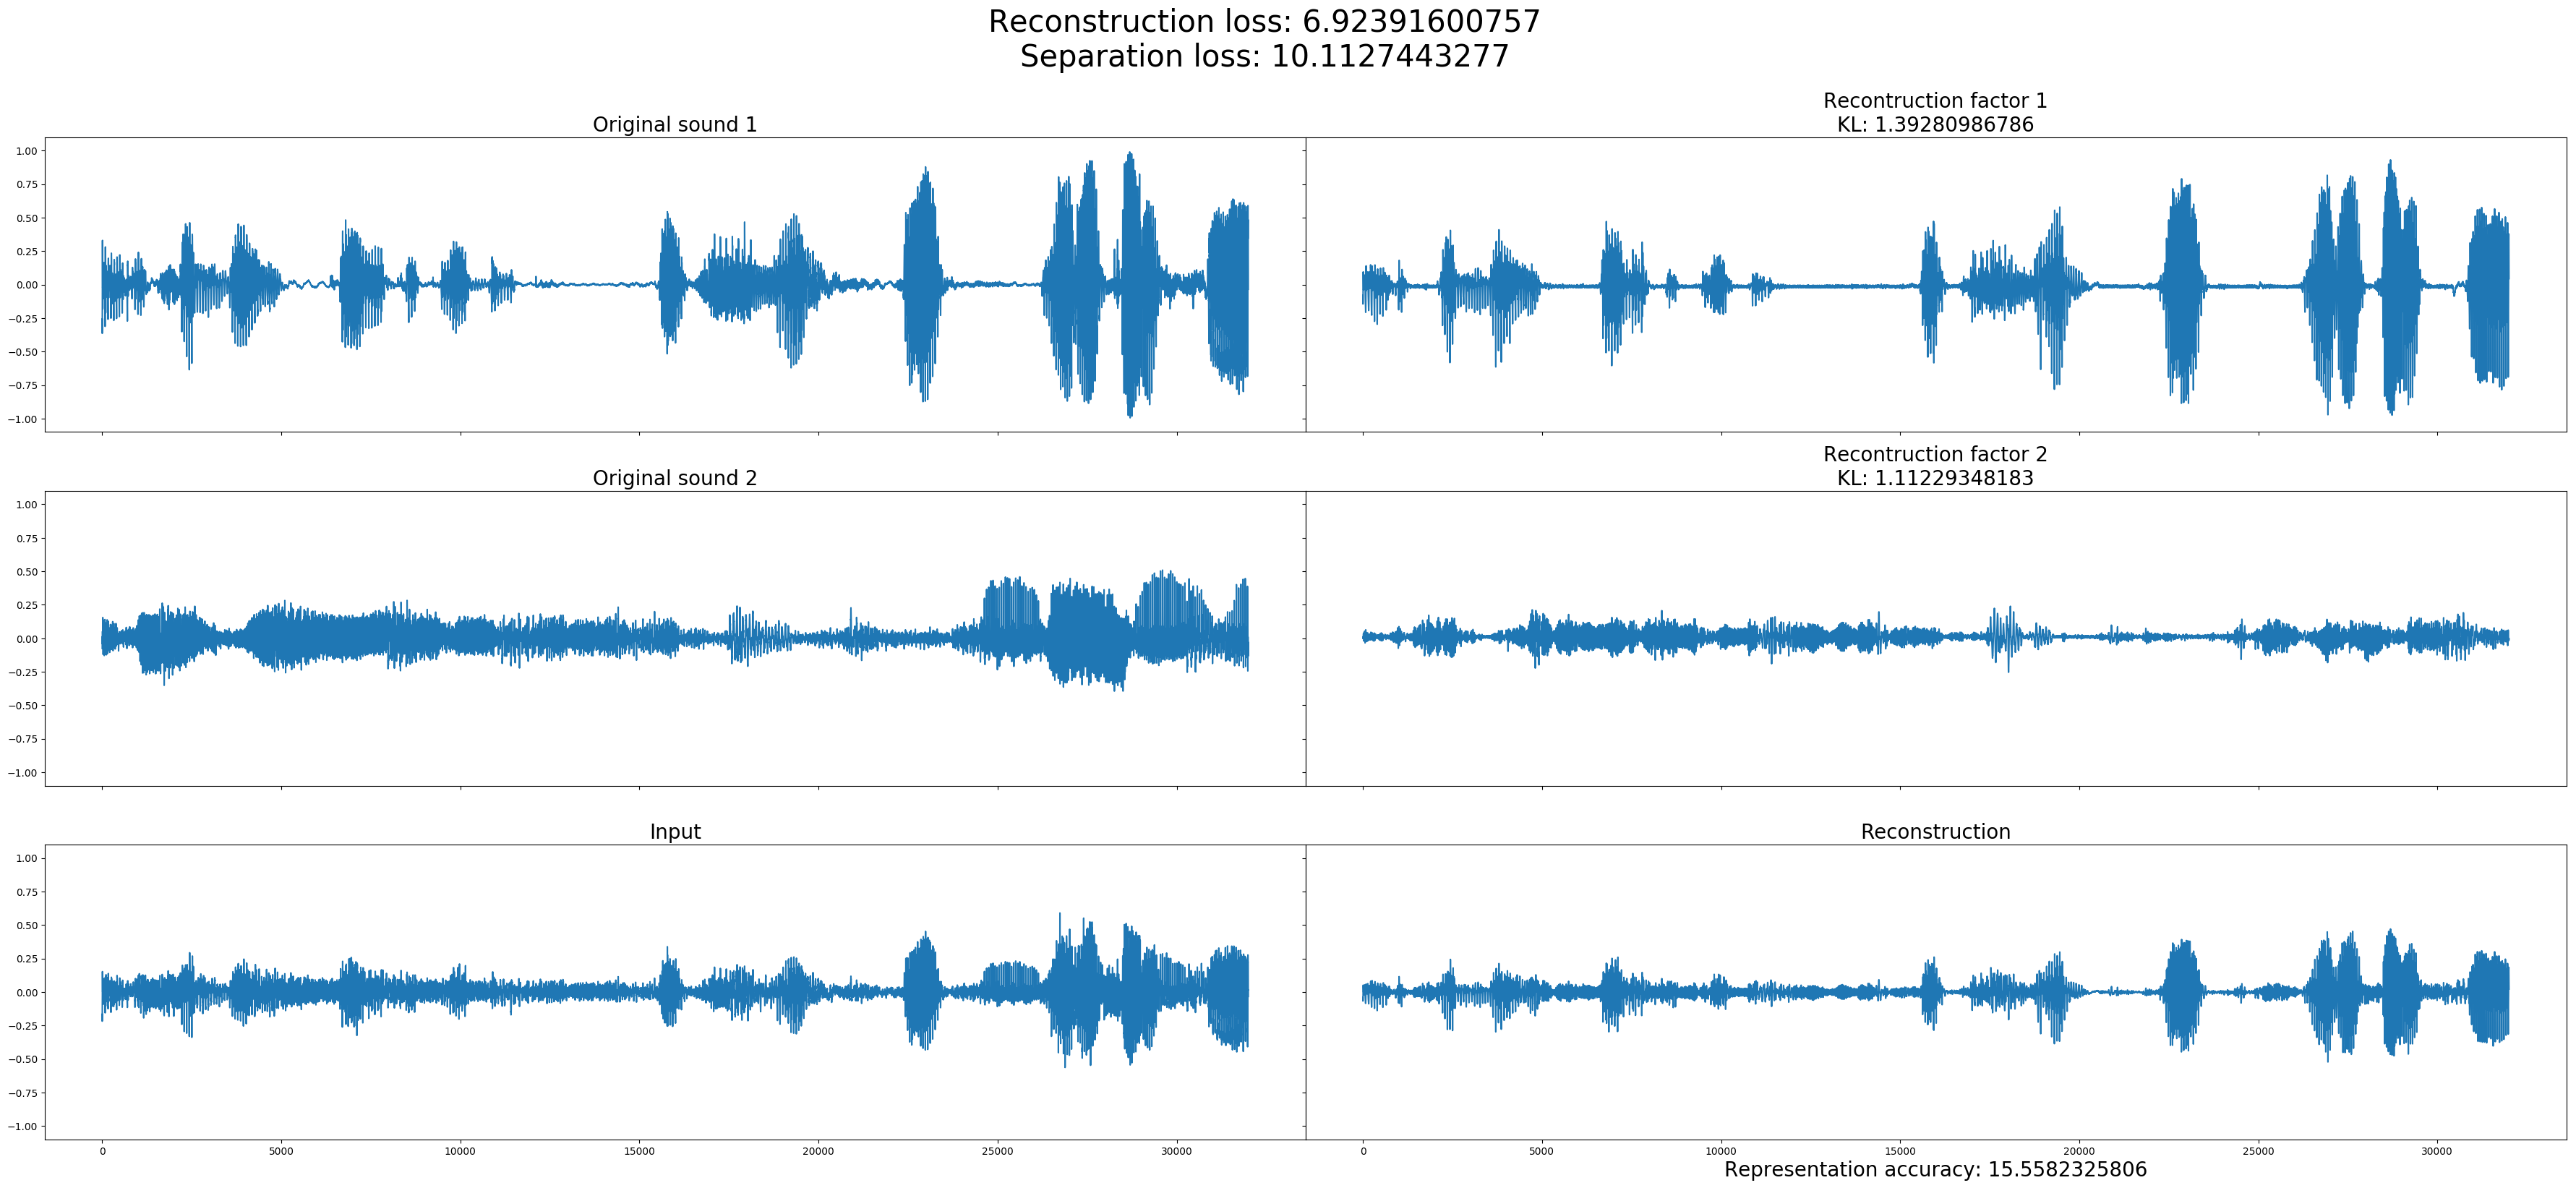 Reconstruction loss: 6.92391600757
Separation loss: 10.1127443277
Original sound 1
Recontruction factor 1
KL: 1.39280986786
1.00
0.75
0.50
0.25
0.00
−0.25
−0.50
−0.75
−1.00
Original sound 2
Recontruction factor 2
KL: 1.11229348183
1.00
0.75
0.50
0.25
0.00
−0.25
−0.50
−0.75
−1.00
Input
Reconstruction
1.00
0.75
0.50
0.25
0.00
−0.25
−0.50
−0.75
−1.00
0 5000 10000 15000 20000 25000 30000
0 5000 10000 15000 20000 25000 30000
Representation accuracy: 15.5582325806